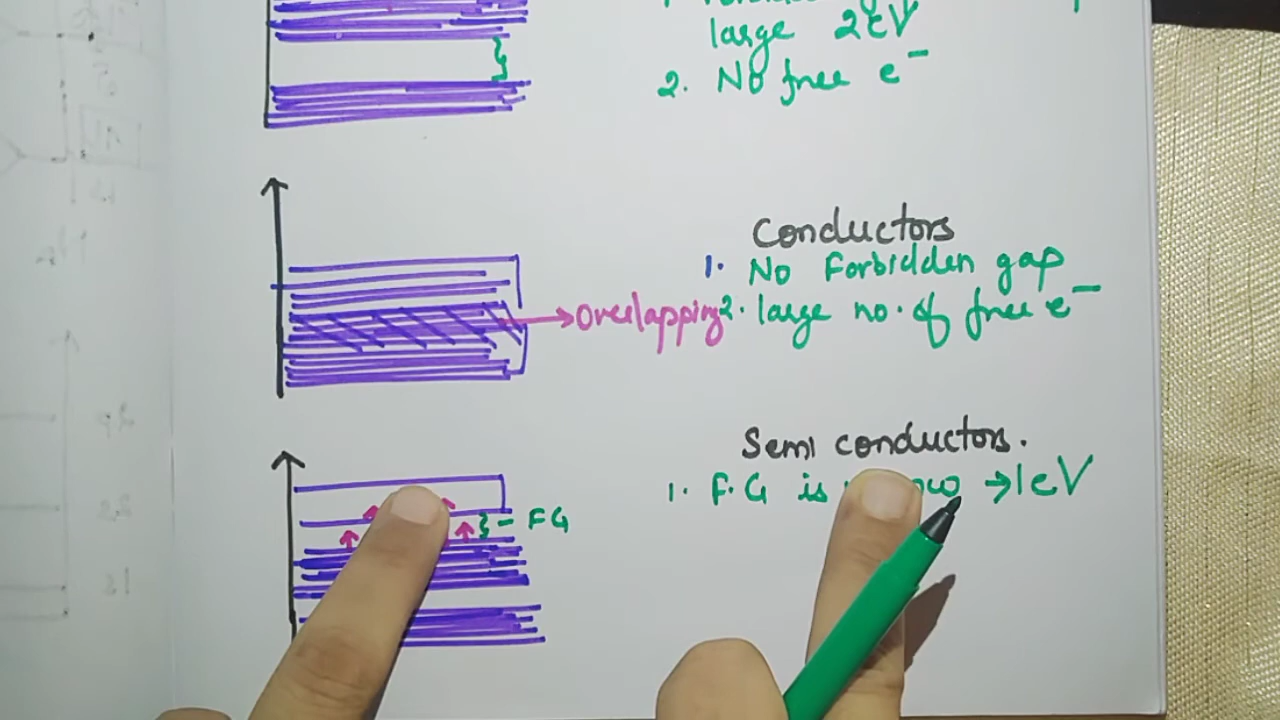 large 2eV
2. No free e⁻
Conductors
1. No Forbidden gap
Overlapping
2. large no. of free e⁻
Semi conductors.
1. F.G is →1eV
}- FG